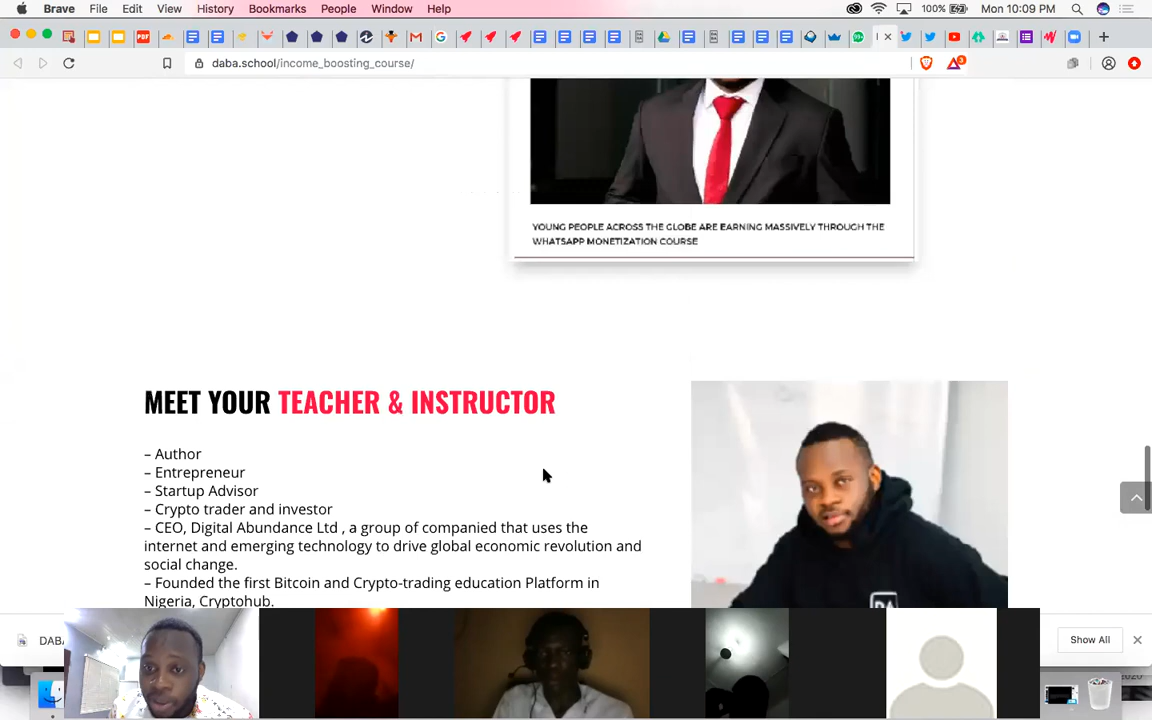 Brave File Edit View History Bookmarks People Window Help 100% Mon 10:09 PM
daba.school/income_boosting_course/
YOUNG PEOPLE ACROSS THE GLOBE ARE EARNING MASSIVELY THROUGH THE
WHATSAPP MONETIZATION COURSE
MEET YOUR TEACHER & INSTRUCTOR
– Author
– Entrepreneur
– Startup Advisor
– Crypto trader and investor
– CEO, Digital Abundance Ltd , a group of companied that uses the
internet and emerging technology to drive global economic revolution and
social change.
– Founded the first Bitcoin and Crypto-trading education Platform in
Nigeria, Cryptohub.
DABA
Show All